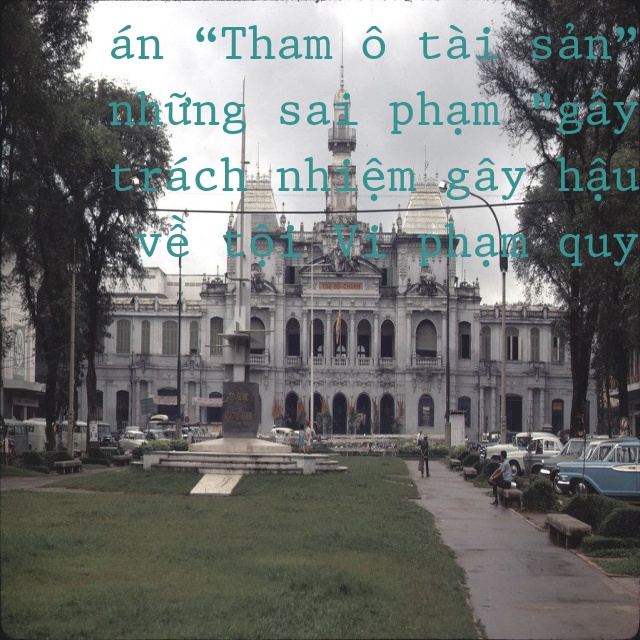 án “Tham ô tài sản”
những sai phạm "gây
trách nhiệm gây hậu
về tội Vi phạm quy